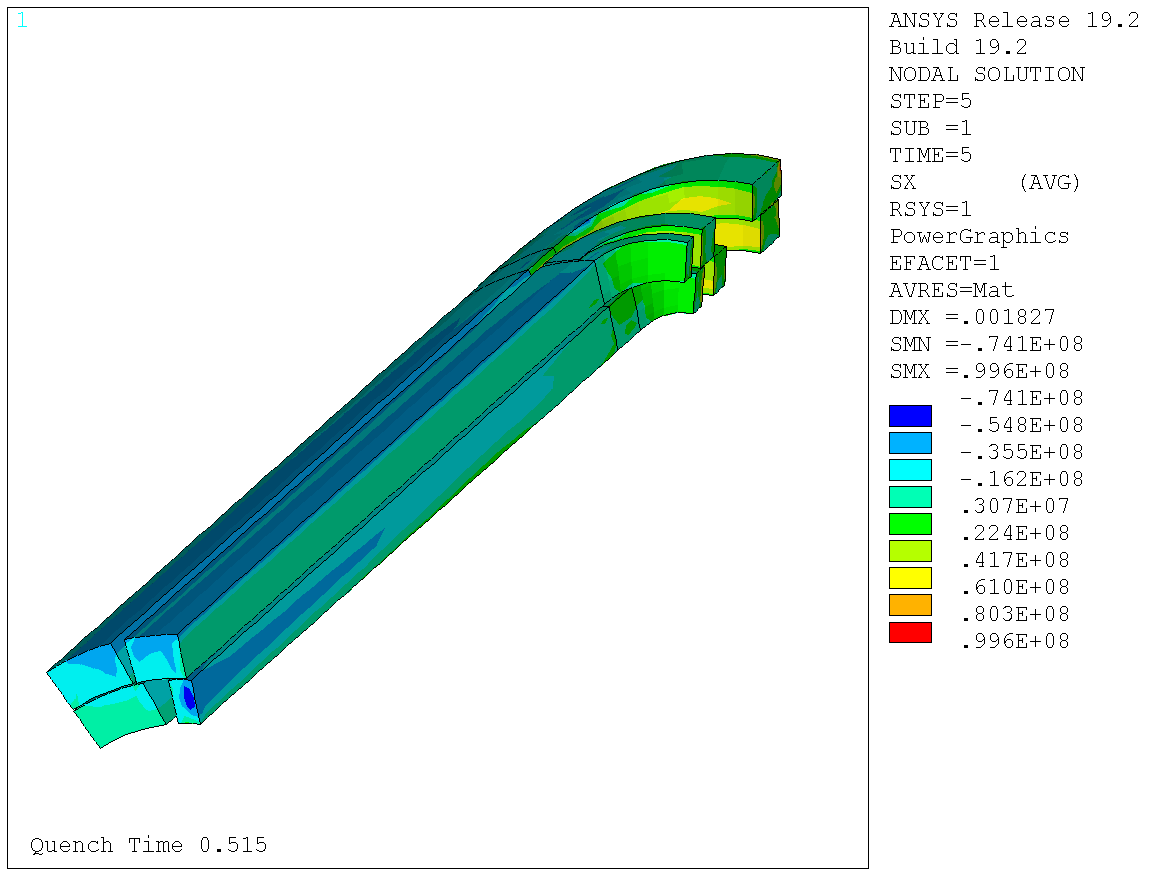 1
ANSYS Release 19.2
Build 19.2
NODAL SOLUTION
STEP=5
SUB =1
TIME=5
SX (AVG)
RSYS=1
PowerGraphics
EFACET=1
AVRES=Mat
DMX =.001827
SMN =-.741E+08
SMX =.996E+08
-.741E+08
-.548E+08
-.355E+08
-.162E+08
.307E+07
.224E+08
.417E+08
.610E+08
.803E+08
.996E+08
Quench Time 0.515